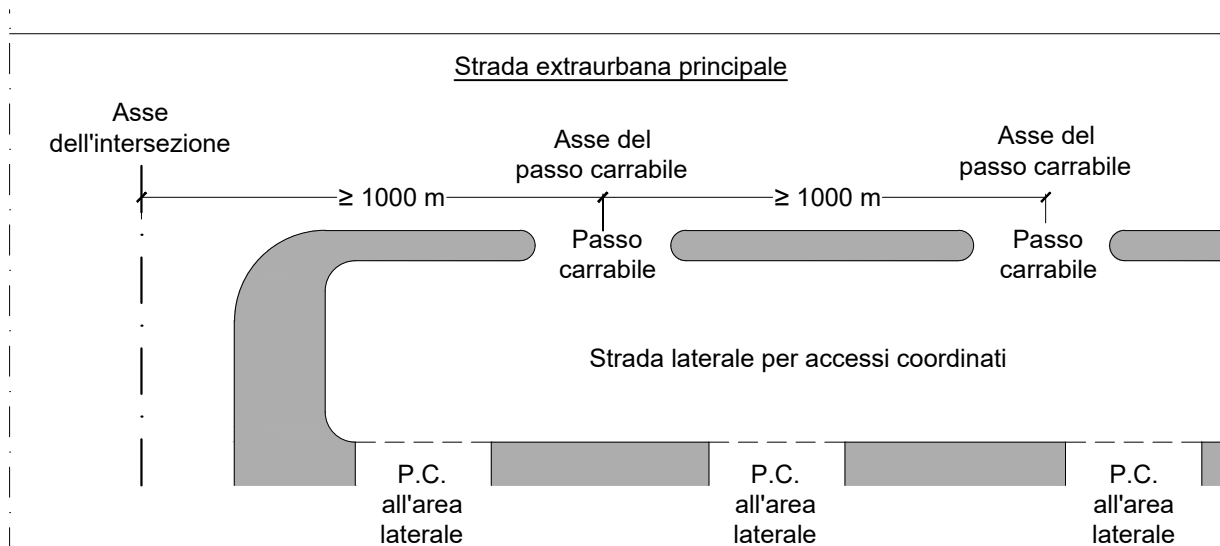 Strada extraurbana principale
Asse
dell'intersezione
Asse del
passo carrabile
Asse del
passo carrabile
≥ 1000 m
≥ 1000 m
Passo
carrabile
Passo
carrabile
Strada laterale per accessi coordinati
P.C.
all'area
laterale
P.C.
all'area
laterale
P.C.
all'area
laterale